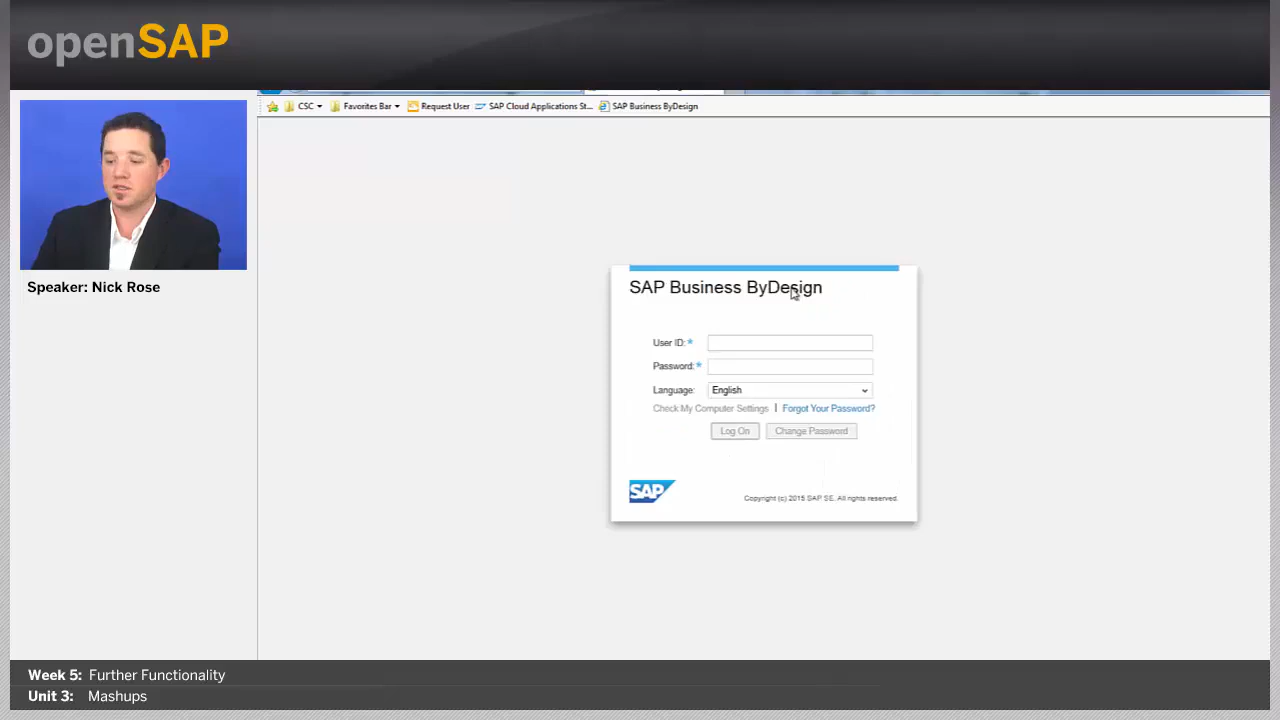 openSAP
CSC
Favorites Bar
Request User
SAP Cloud Applications St...
SAP Business ByDesign
Speaker: Nick Rose
SAP Business ByDesign
User ID:*
Password:*
Language: English
Check My Computer Settings | Forgot Your Password?
Log On
Change Password
SAP
Copyright (c) 2015 SAP SE. All rights reserved.
Week 5: Further Functionality
Unit 3: Mashups